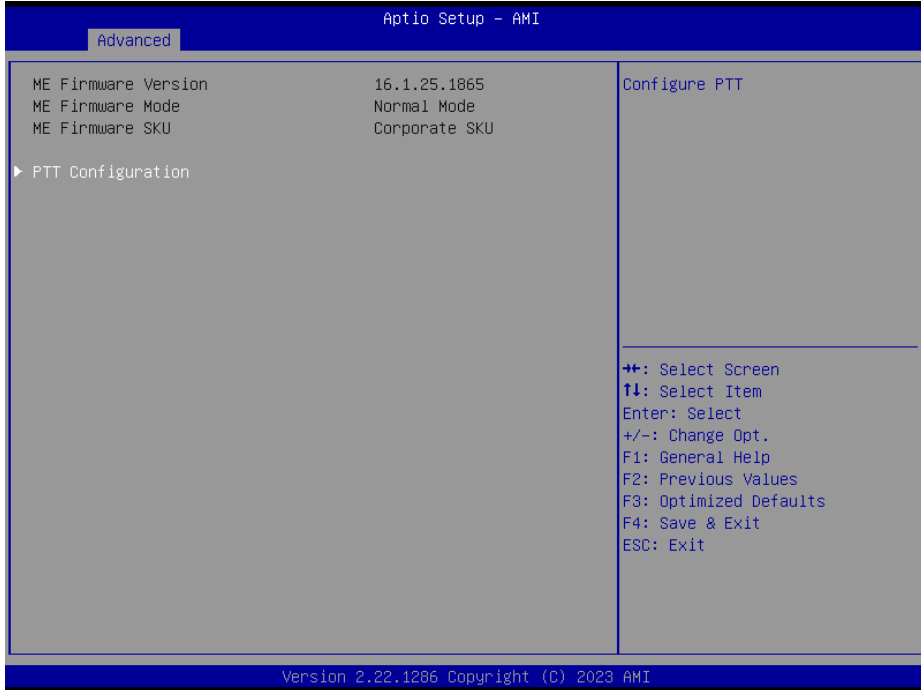 Aptio Setup – AMI
Advanced
ME Firmware Version 16.1.25.1865
ME Firmware Mode Normal Mode
ME Firmware SKU Corporate SKU
▶ PTT Configuration
Configure PTT
→←: Select Screen
↑↓: Select Item
Enter: Select
+/-: Change Opt.
F1: General Help
F2: Previous Values
F3: Optimized Defaults
F4: Save & Exit
ESC: Exit
Version 2.22.1286 Copyright (C) 2023 AMI